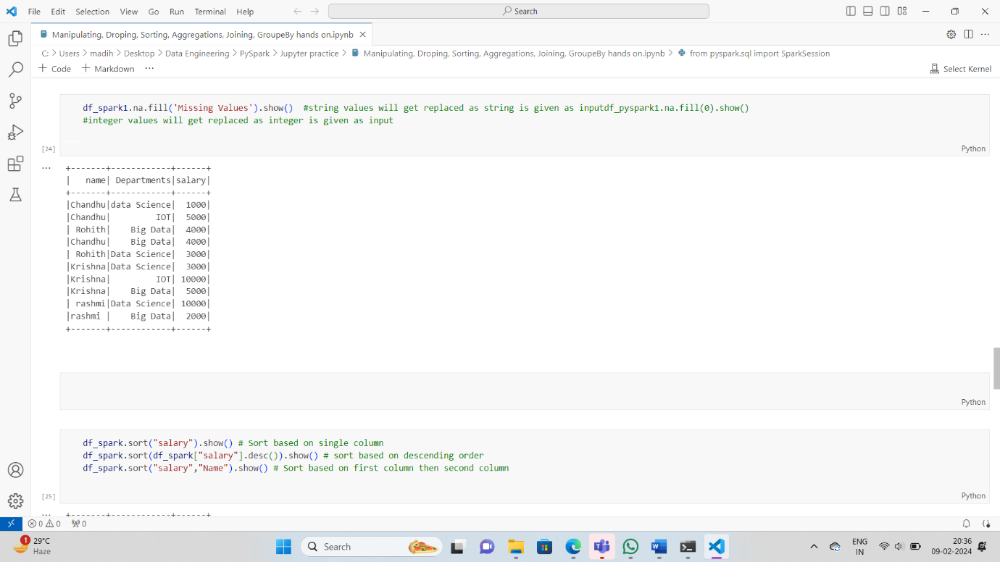 File Edit Selection View Go Run Terminal Help Search
Manipulating, Droping, Sorting, Aggregations, Joining, GroupeBy hands on.ipynb
C: > Users > madih > Desktop > Data Engineering > PySpark > Jupyter practice > Manipulating, Droping, Sorting, Aggregations, Joining, GroupeBy hands on.ipynb > from pyspark.sql import SparkSession
+ Code + Markdown ... Select Kernel
df_spark1.na.fill('Missing Values').show() #string values will get replaced as string is given as inputdf_pyspark1.na.fill(0).show()
#integer values will get replaced as integer is given as input
[24] Python
... +-------+------------+------+
|   name| Departments|salary|
+-------+------------+------+
|Chandhu|data Science|  1000|
|Chandhu|         IOT|  5000|
| Rohith|    Big Data|  4000|
|Chandhu|    Big Data|  4000|
| Rohith|Data Science|  3000|
|Krishna|Data Science|  3000|
|Krishna|         IOT| 10000|
|Krishna|    Big Data|  5000|
| rashmi|Data Science| 10000|
|rashmi |    Big Data|  2000|
+-------+------------+------+
Python
df_spark.sort("salary").show() # Sort based on single column
df_spark.sort(df_spark["salary"].desc()).show() # sort based on descending order
df_spark.sort("salary","Name").show() # Sort based on first column then second column
[25] Python
... +-------+------------+------+
0 0 0
1 29°C
Haze
Search
ENG
IN
20:36
09-02-2024